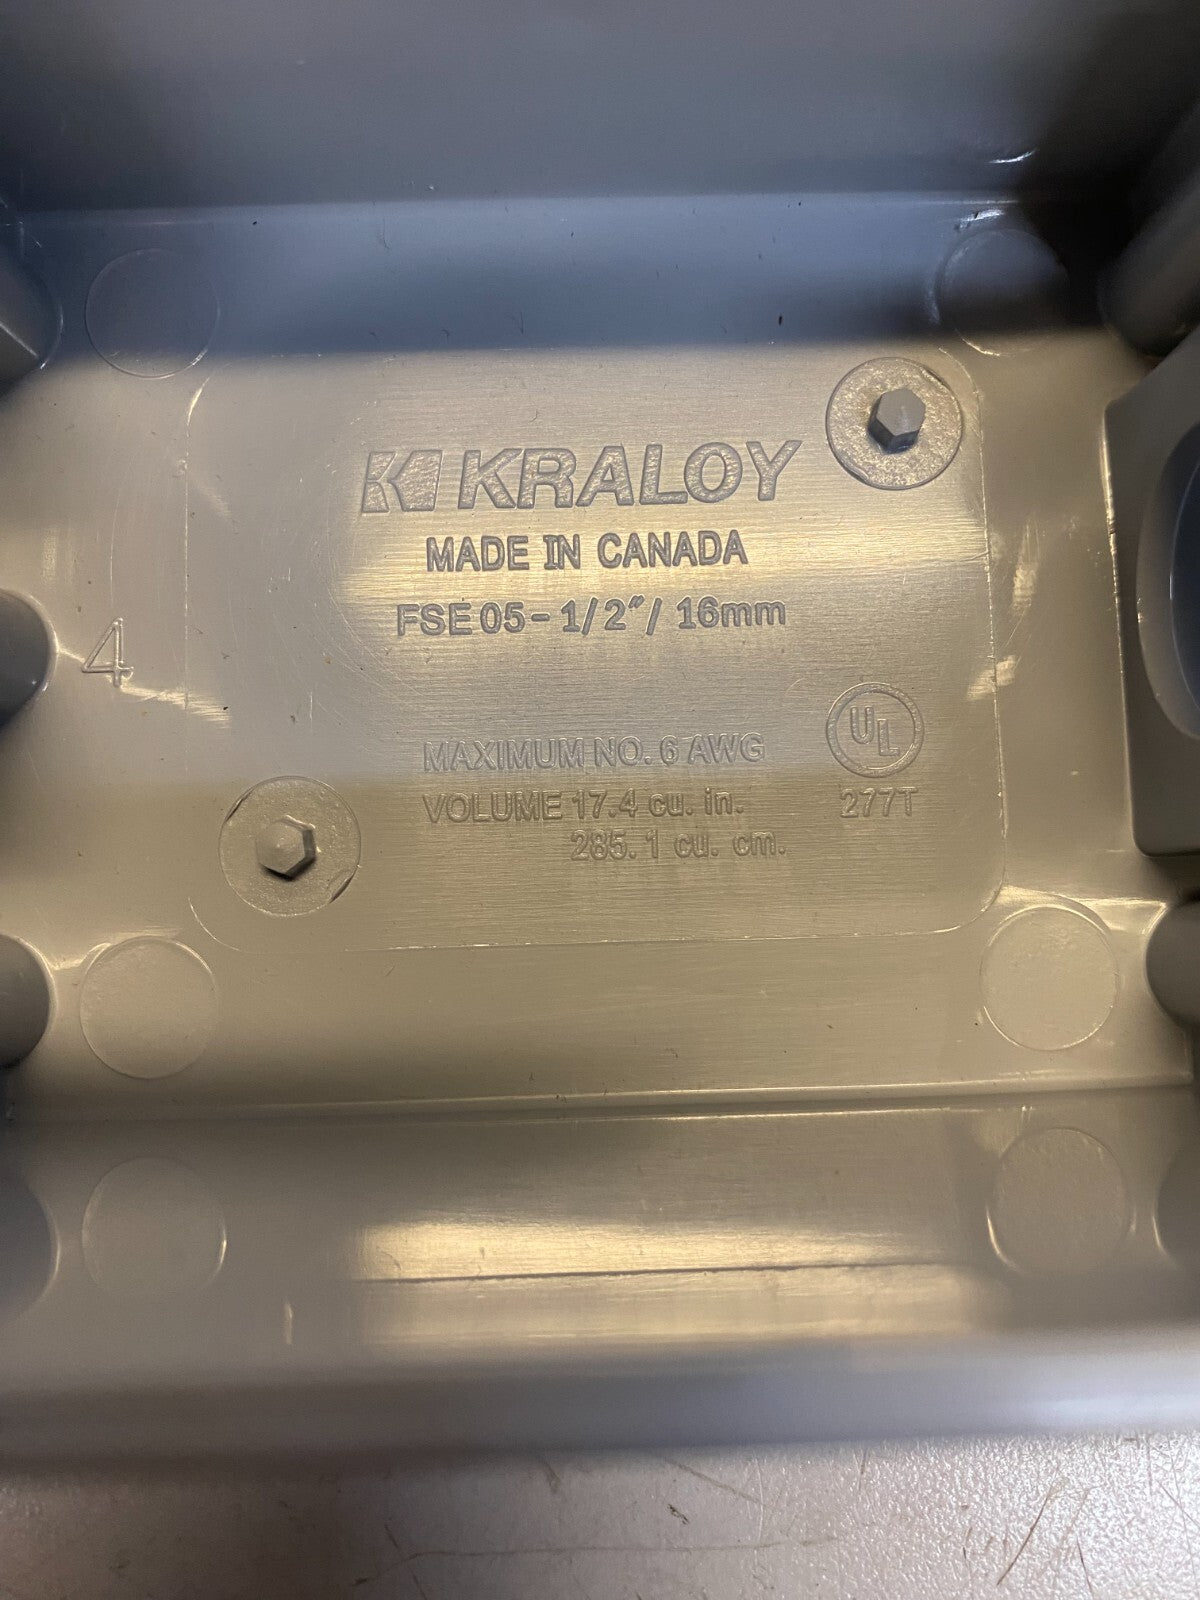 KRALOY
MADE IN CANADA
FSE 05 - 1/2"/ 16mm
4
MAXIMUM NO. 6 AWG
VOLUME 17.4 cu. in.
285.1 cu. cm.
UL
277T